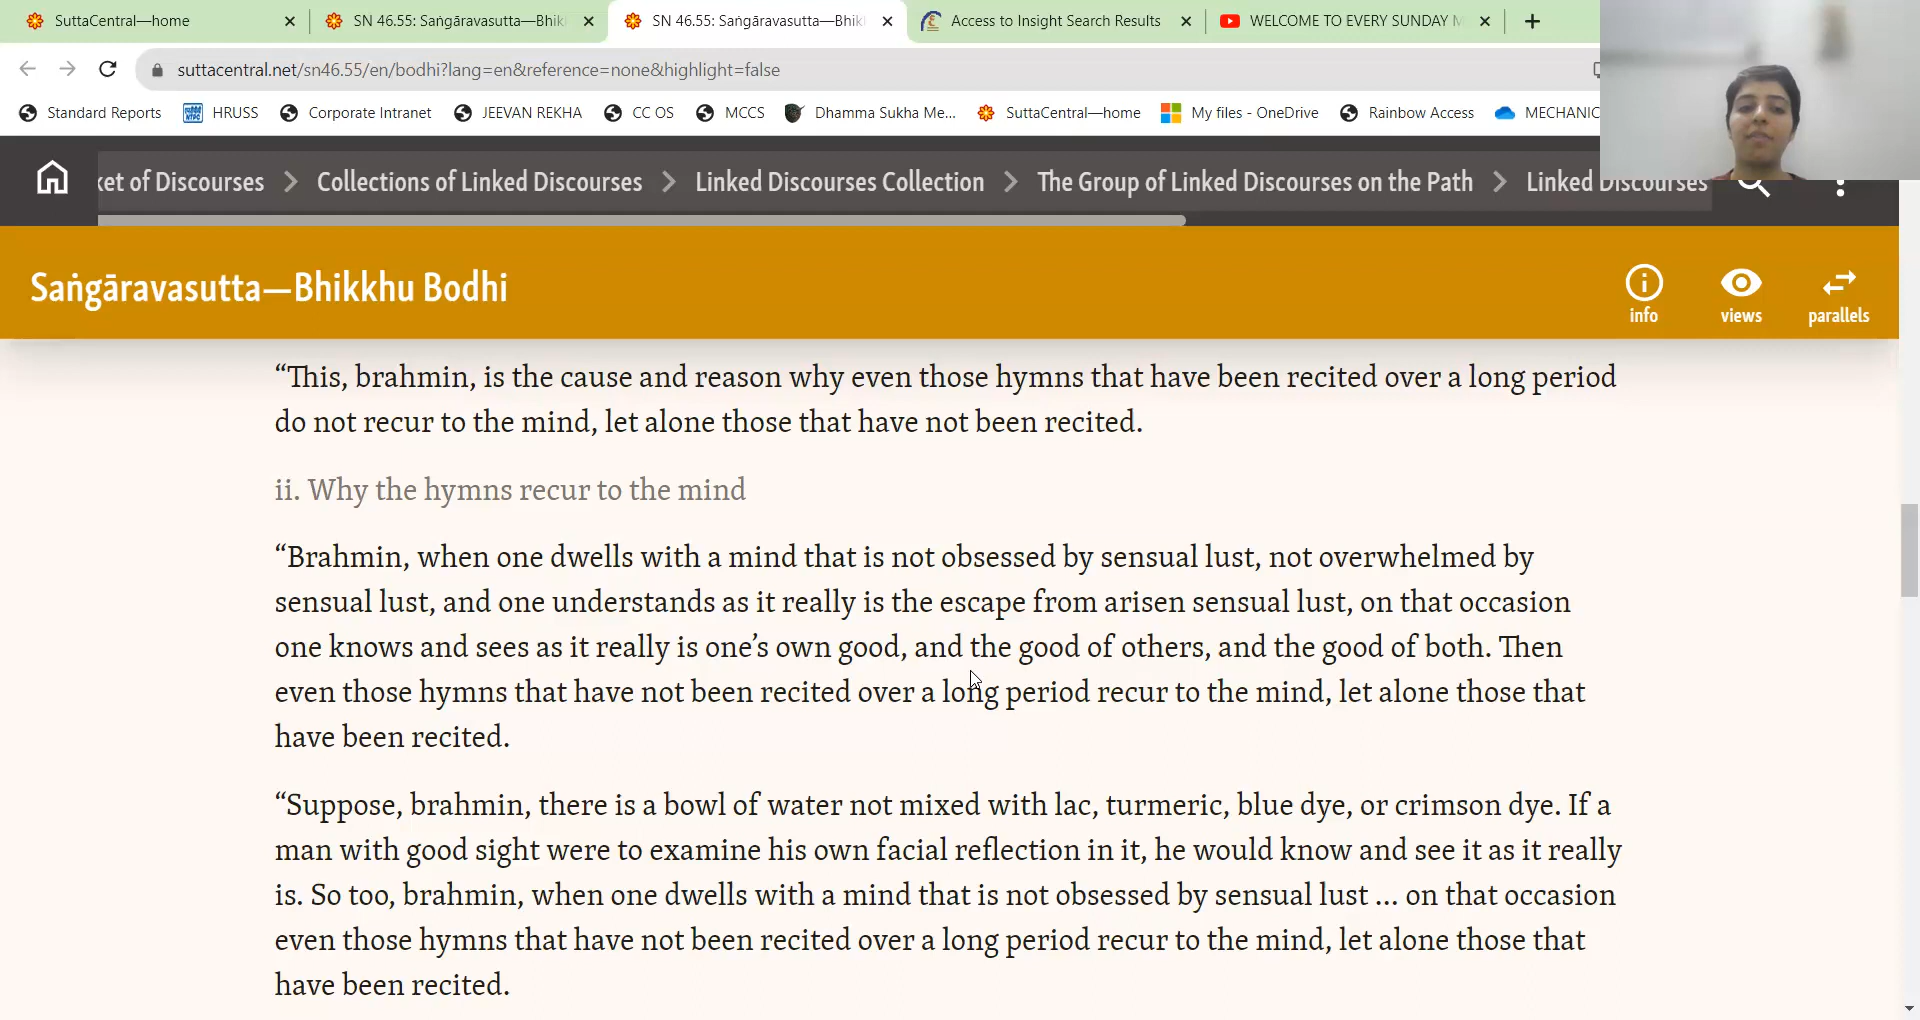 SuttaCentral—home
SN 46.55: Saṅgāravasutta—Bhik
SN 46.55: Saṅgāravasutta—Bhik
Access to Insight Search Results
WELCOME TO EVERY SUNDAY M
suttacentral.net/sn46.55/en/bodhi?lang=en&reference=none&highlight=false
Standard Reports
HRUSS
Corporate Intranet
JEEVAN REKHA
CC OS
MCCS
Dhamma Sukha Me...
SuttaCentral—home
My files - OneDrive
Rainbow Access
MECHANIC
ket of Discourses
Collections of Linked Discourses
Linked Discourses Collection
The Group of Linked Discourses on the Path
Linked Discourses
Saṅgāravasutta—Bhikkhu Bodhi
info
views
parallels
“This, brahmin, is the cause and reason why even those hymns that have been recited over a long period
do not recur to the mind, let alone those that have not been recited.
ii. Why the hymns recur to the mind
“Brahmin, when one dwells with a mind that is not obsessed by sensual lust, not overwhelmed by
sensual lust, and one understands as it really is the escape from arisen sensual lust, on that occasion
one knows and sees as it really is one’s own good, and the good of others, and the good of both. Then
even those hymns that have not been recited over a long period recur to the mind, let alone those that
have been recited.
“Suppose, brahmin, there is a bowl of water not mixed with lac, turmeric, blue dye, or crimson dye. If a
man with good sight were to examine his own facial reflection in it, he would know and see it as it really
is. So too, brahmin, when one dwells with a mind that is not obsessed by sensual lust … on that occasion
even those hymns that have not been recited over a long period recur to the mind, let alone those that
have been recited.